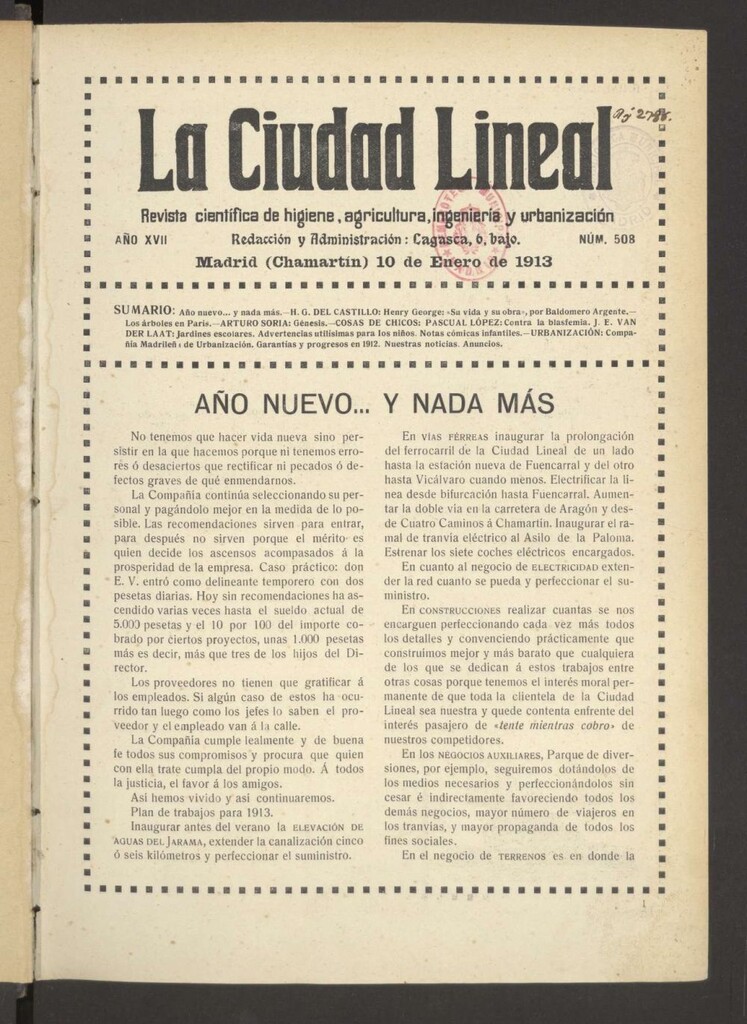 Rj 2788.
La Ciudad Lineal
Revista científica de higiene, agricultura, ingeniería y urbanización
AÑO XVII Redacción y Administración: Lagasca, 6, bajo. NÚM. 508
Madrid (Chamartín) 10 de Enero de 1913
SUMARIO: Año nuevo... y nada más.—H. G. DEL CASTILLO: Henry George: «Su vida y su obra», por Baldomero Argente.—
Los árboles en París.—ARTURO SORIA: Génesis.—COSAS DE CHICOS: PASCUAL LÓPEZ: Contra la blasfemia. J. E. VAN
DER LAAT: Jardines escolares. Advertencias utilísimas para los niños. Notas cómicas infantiles.—URBANIZACIÓN: Compa-
ñía Madrileña de Urbanización. Garantías y progresos en 1912. Nuestras noticias. Anuncios.
AÑO NUEVO... Y NADA MÁS
No tenemos que hacer vida nueva sino per-
sistir en la que hacemos porque ni tenemos erro-
res ó desaciertos que rectificar ni pecados ó de-
fectos graves de qué enmendarnos.
La Compañía continúa seleccionando su per-
sonal y pagándolo mejor en la medida de lo po-
sible. Las recomendaciones sirven para entrar,
para después no sirven porque el mérito es
quien decide los ascensos acompasados á la
prosperidad de la empresa. Caso práctico: don
E. V. entró como delineante temporero con dos
pesetas diarias. Hoy sin recomendaciones ha as-
cendido varias veces hasta el sueldo actual de
5.000 pesetas y el 10 por 100 del importe co-
brado por ciertos proyectos, unas 1.000 pesetas
más es decir, más que tres de los hijos del Di-
rector.
Los proveedores no tienen que gratificar á
los empleados. Si algún caso de estos ha ocu-
rrido tan luego como los jefes lo saben el pro-
veedor y el empleado van á la calle.
La Compañía cumple lealmente y de buena
fe todos sus compromisos y procura que quien
con ella trate cumpla del propio modo. Á todos
la justicia, el favor á los amigos.
Así hemos vivido y así continuaremos.
Plan de trabajos para 1913.
Inaugurar antes del verano la ELEVACIÓN DE
AGUAS DEL JARAMA, extender la canalización cinco
ó seis kilómetros y perfeccionar el suministro.
En VÍAS FÉRREAS inaugurar la prolongación
del ferrocarril de la Ciudad Lineal de un lado
hasta la estación nueva de Fuencarral y del otro
hasta Vicálvaro cuando menos. Electrificar la lí-
nea desde bifurcación hasta Fuencarral. Aumen-
tar la doble vía en la carretera de Aragón y des-
de Cuatro Caminos á Chamartin. Inaugurar el ra-
mal de tranvía eléctrico al Asilo de la Paloma.
Estrenar los siete coches eléctricos encargados.
En cuanto al negocio de ELECTRICIDAD exten-
der la red cuanto se pueda y perfeccionar el su-
ministro.
En CONSTRUCCIONES realizar cuantas se nos
encarguen perfeccionando cada vez más todos
los detalles y convenciendo prácticamente que
construimos mejor y más barato que cualquiera
de los que se dedican á estos trabajos entre
otras cosas porque tenemos el interés moral per-
manente de que toda la clientela de la Ciudad
Lineal sea nuestra y quede contenta enfrente del
interés pasajero de «tente mientras cobro» de
nuestros competidores.
En los NEGOCIOS AUXILIARES, Parque de diver-
siones, por ejemplo, seguiremos dotándolos de
los medios necesarios y perfeccionándolos sin
cesar é indirectamente favoreciendo todos los
demás negocios, mayor número de viajeros en
los tranvías, y mayor propaganda de todos los
fines sociales.
En el negocio de TERRENOS es en donde la
1